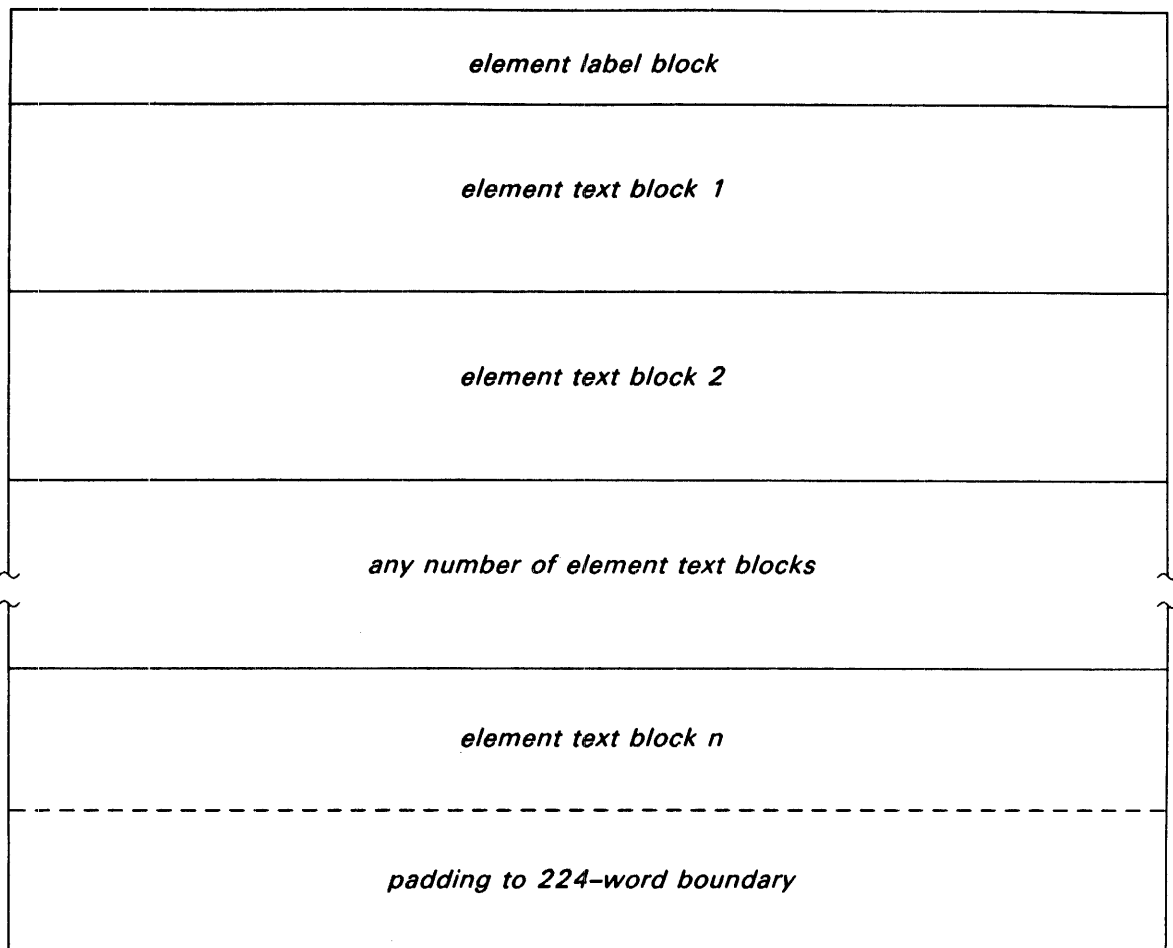 element label block
element text block 1
element text block 2
any number of element text blocks
element text block n
padding to 224-word boundary